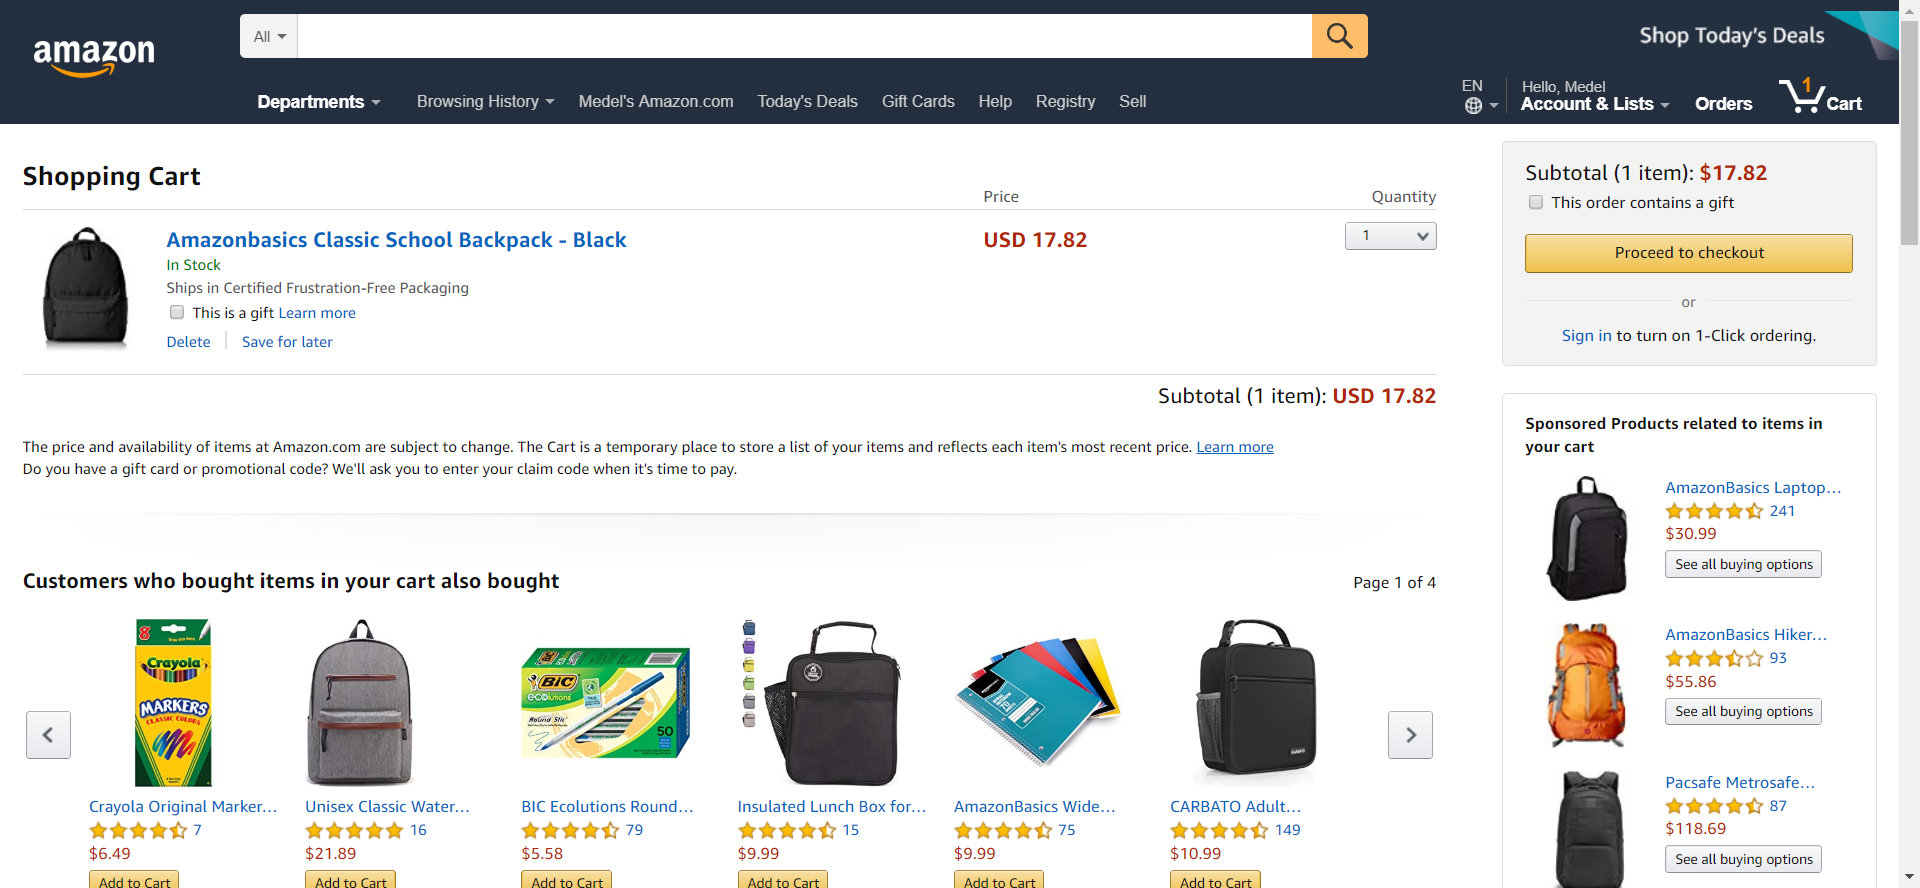 All
Shop Today's Deals
amazon
Departments
Browsing History
Medel's Amazon.com
Today's Deals
Gift Cards
Help
Registry
Sell
EN
Hello, Medel
Account & Lists
Orders
1
Cart
Shopping Cart
Price
Quantity
Amazonbasics Classic School Backpack - Black
USD 17.82
1
In Stock
Ships in Certified Frustration-Free Packaging
This is a gift Learn more
Delete
Save for later
Subtotal (1 item): USD 17.82
The price and availability of items at Amazon.com are subject to change. The Cart is a temporary place to store a list of your items and reflects each item's most recent price. Learn more
Do you have a gift card or promotional code? We'll ask you to enter your claim code when it's time to pay.
Subtotal (1 item): $17.82
This order contains a gift
Proceed to checkout
or
Sign in to turn on 1-Click ordering.
Sponsored Products related to items in
your cart
AmazonBasics Laptop...
241
$30.99
See all buying options
AmazonBasics Hiker...
93
$55.86
See all buying options
Pacsafe Metrosafe...
87
$118.69
See all buying options
Customers who bought items in your cart also bought
Page 1 of 4
8
Crayola
MARKERS
CLASSIC COLORS
Crayola Original Marker...
7
$6.49
Add to Cart
Unisex Classic Water...
16
$21.89
Add to Cart
BIC
ecolutions
Round Stic
50
BIC Ecolutions Round...
79
$5.58
Add to Cart
Insulated Lunch Box for...
15
$9.99
Add to Cart
70
AmazonBasics Wide...
75
$9.99
Add to Cart
CARBATO Adult...
149
$10.99
Add to Cart